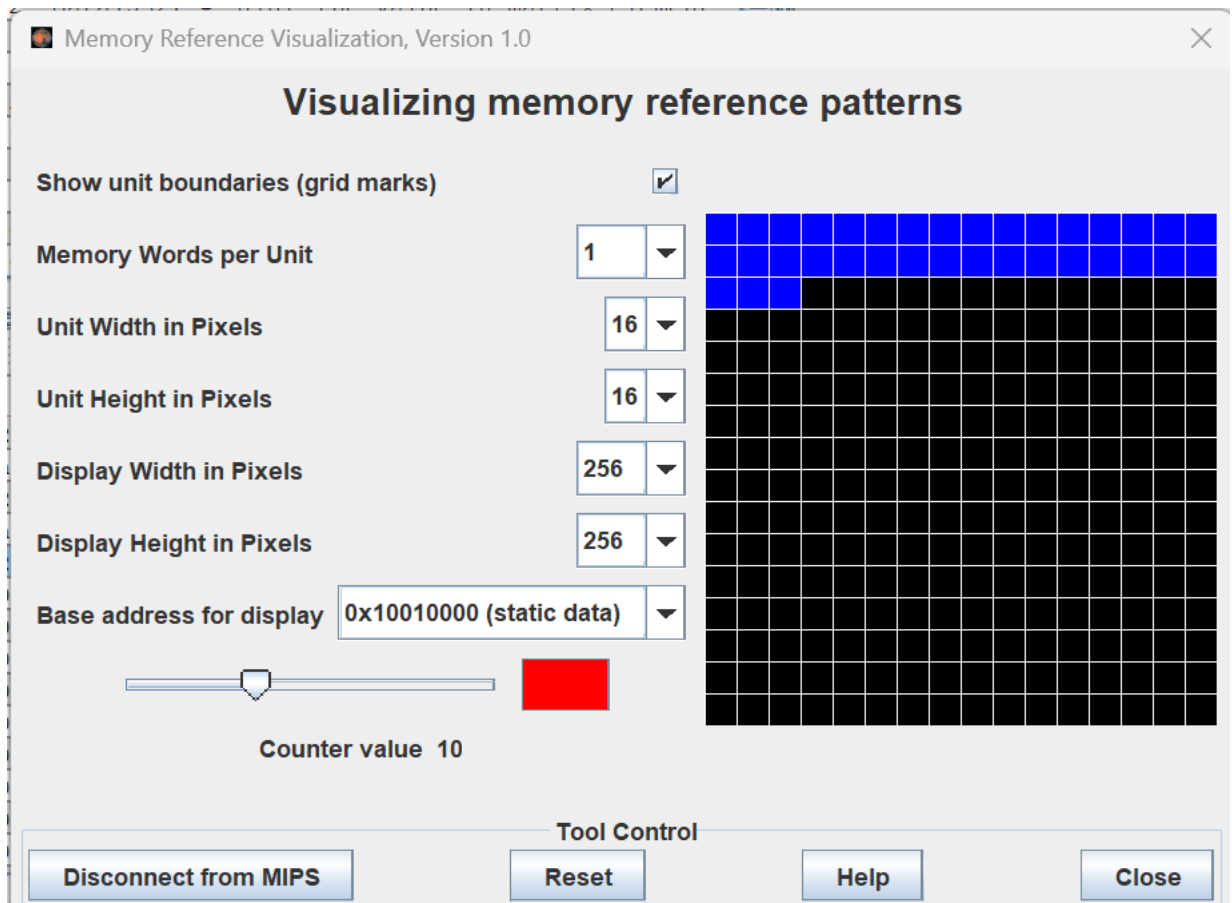 Memory Reference Visualization, Version 1.0
Visualizing memory reference patterns
Show unit boundaries (grid marks)
Memory Words per Unit 1
Unit Width in Pixels 16
Unit Height in Pixels 16
Display Width in Pixels 256
Display Height in Pixels 256
Base address for display 0x10010000 (static data)
Counter value 10
Tool Control
Disconnect from MIPS Reset Help Close